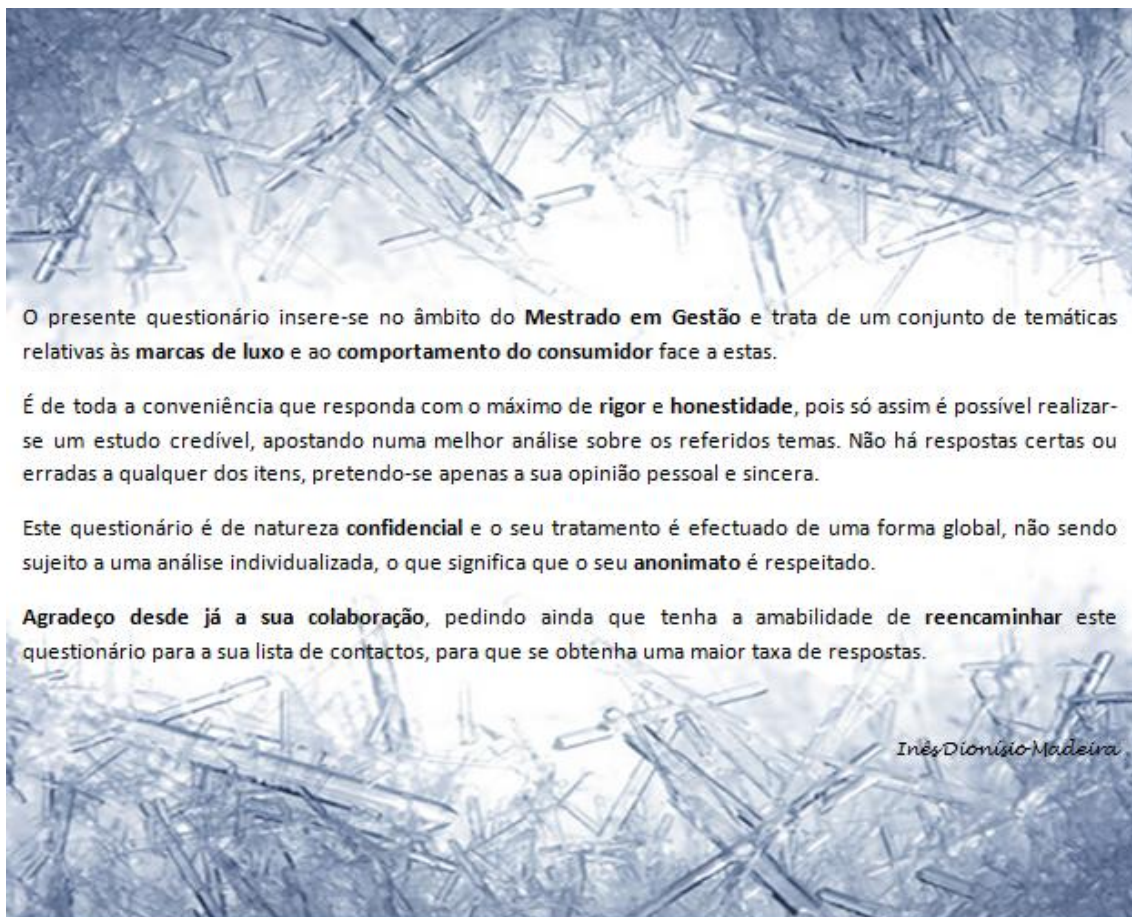 O presente questionário insere-se no âmbito do Mestrado em Gestão e trata de um conjunto de temáticas
relativas às marcas de luxo e ao comportamento do consumidor face a estas.
É de toda a conveniência que responda com o máximo de rigor e honestidade, pois só assim é possível realizar-
se um estudo credível, apostando numa melhor análise sobre os referidos temas. Não há respostas certas ou
erradas a qualquer dos itens, pretendo-se apenas a sua opinião pessoal e sincera.
Este questionário é de natureza confidencial e o seu tratamento é efectuado de uma forma global, não sendo
sujeito a uma análise individualizada, o que significa que o seu anonimato é respeitado.
Agradeço desde já a sua colaboração, pedindo ainda que tenha a amabilidade de reencaminhar este
questionário para a sua lista de contactos, para que se obtenha uma maior taxa de respostas.
Inês Dionísio Madeira